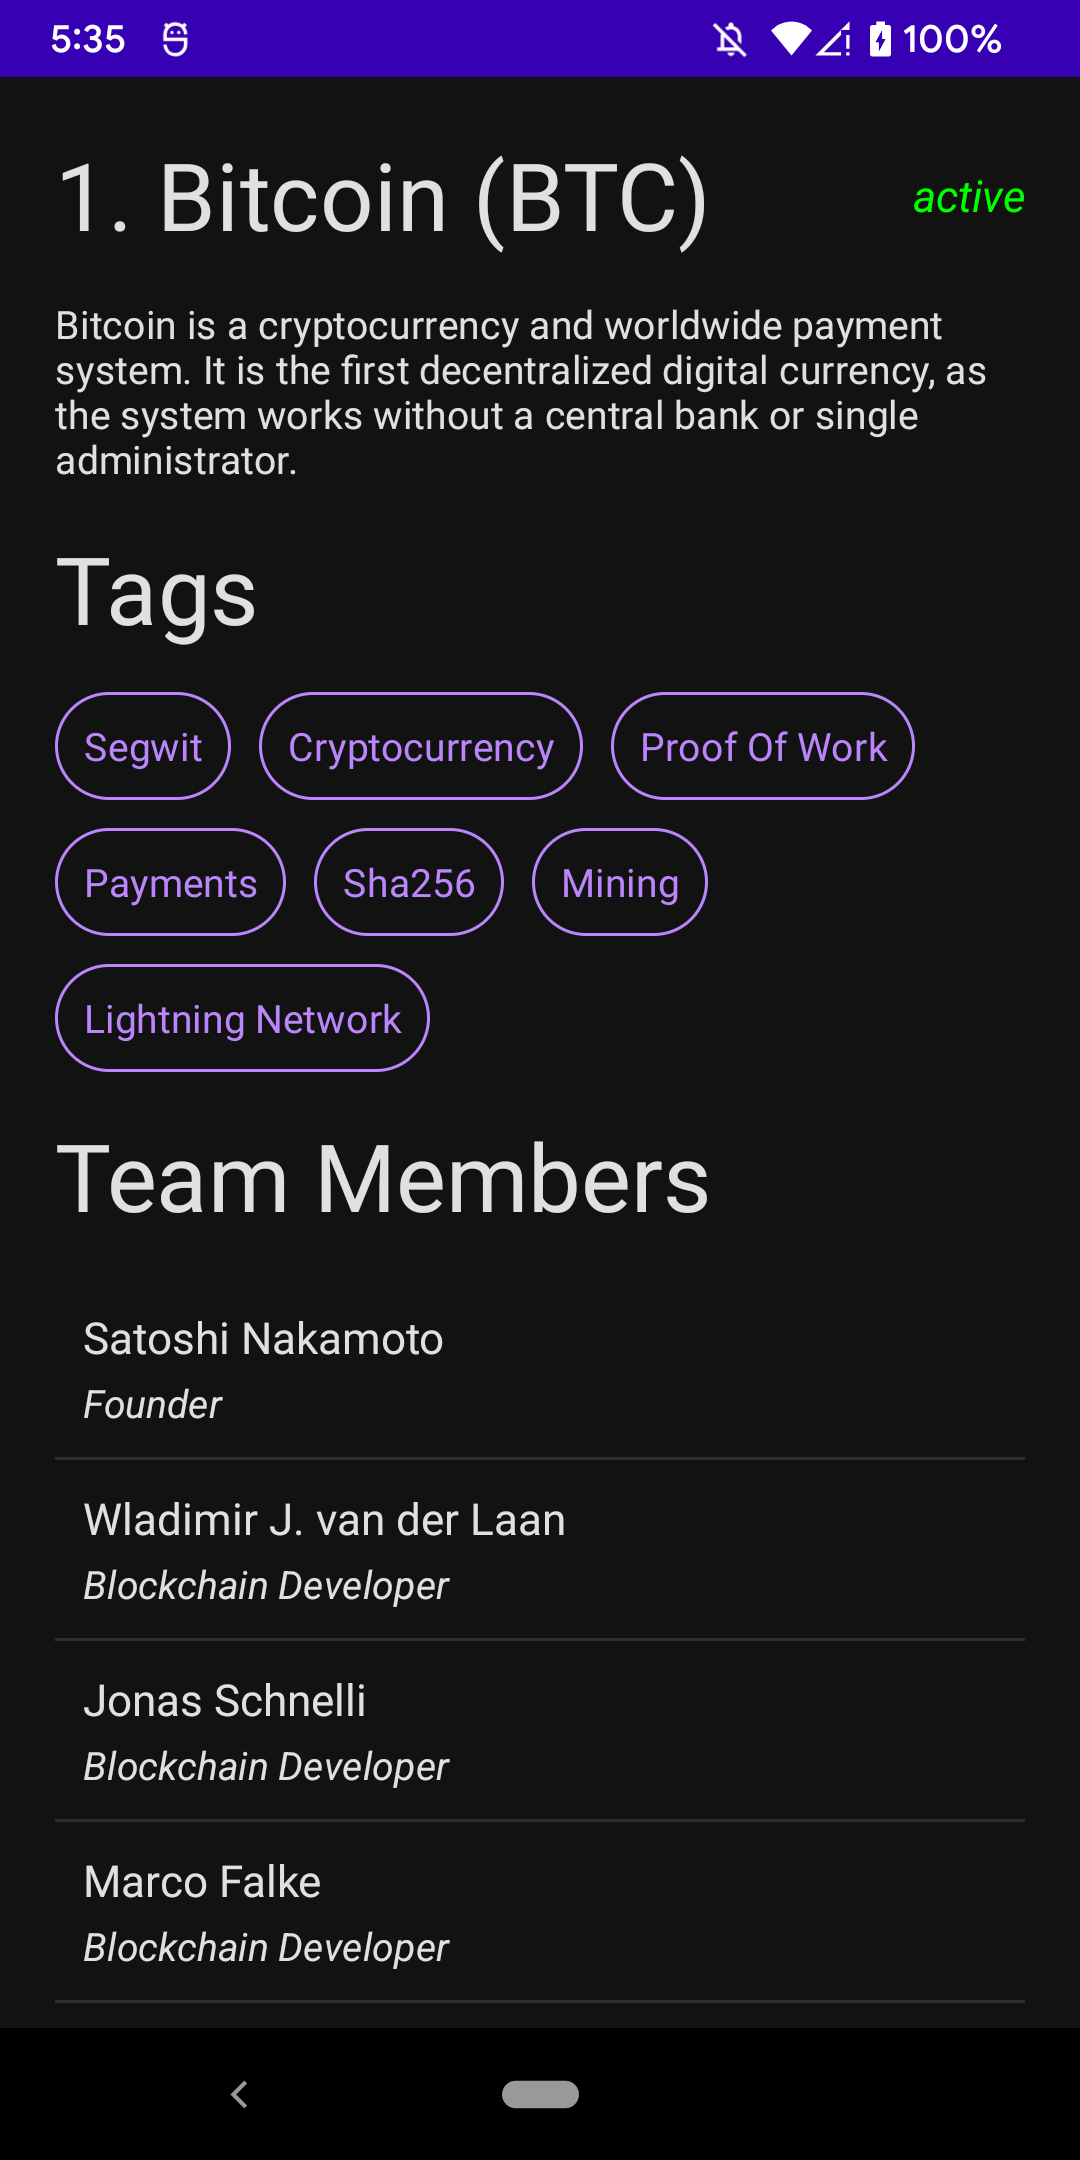 5:35 100%
1. Bitcoin (BTC) active
Bitcoin is a cryptocurrency and worldwide payment
system. It is the first decentralized digital currency, as
the system works without a central bank or single
administrator.
Tags
Segwit Cryptocurrency Proof Of Work
Payments Sha256 Mining
Lightning Network
Team Members
Satoshi Nakamoto
Founder
Wladimir J. van der Laan
Blockchain Developer
Jonas Schnelli
Blockchain Developer
Marco Falke
Blockchain Developer